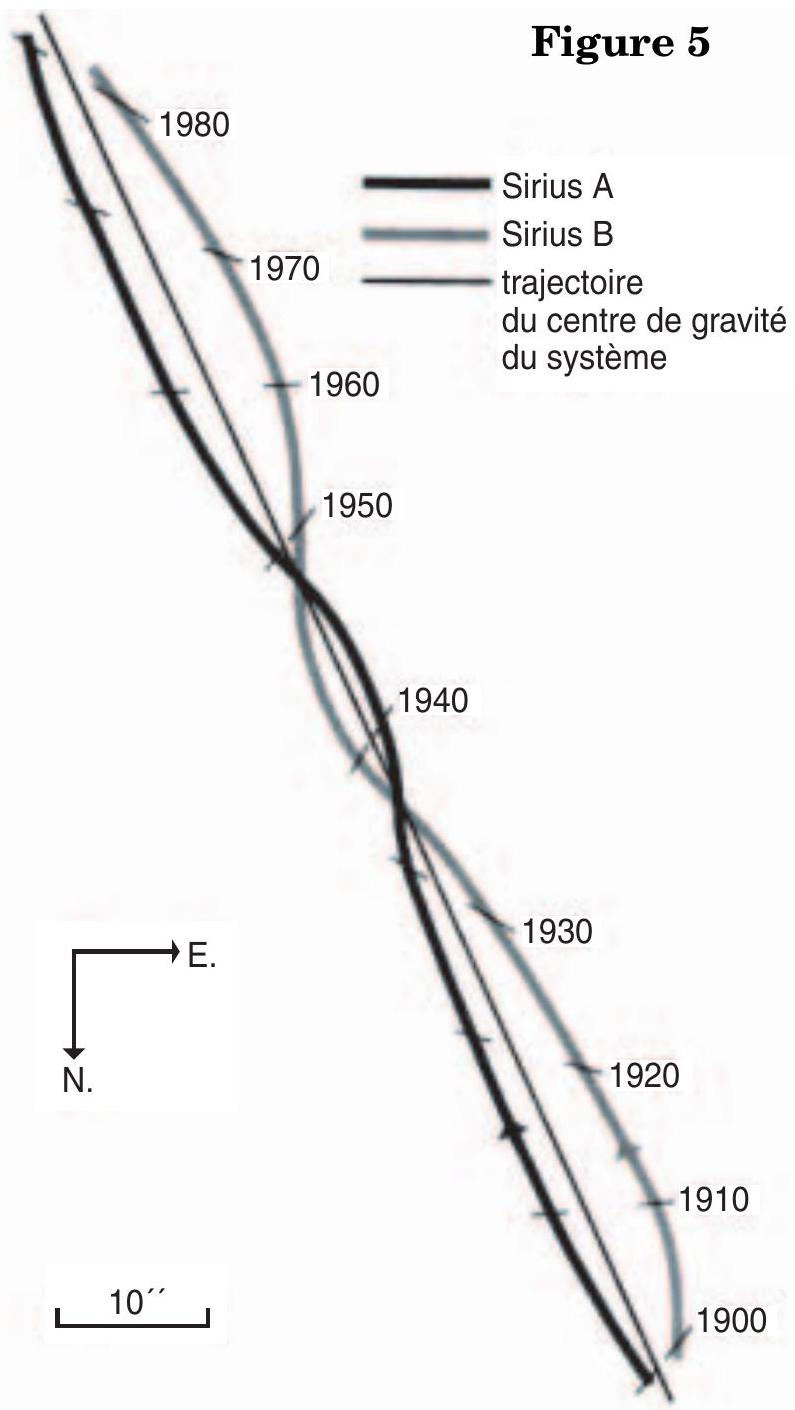 Figure 5
1980
Sirius A
Sirius B
1970
trajectoire
du centre de gravité
du système
1960
1950
1940
1930
E.
N.
1920
1910
10´´
1900